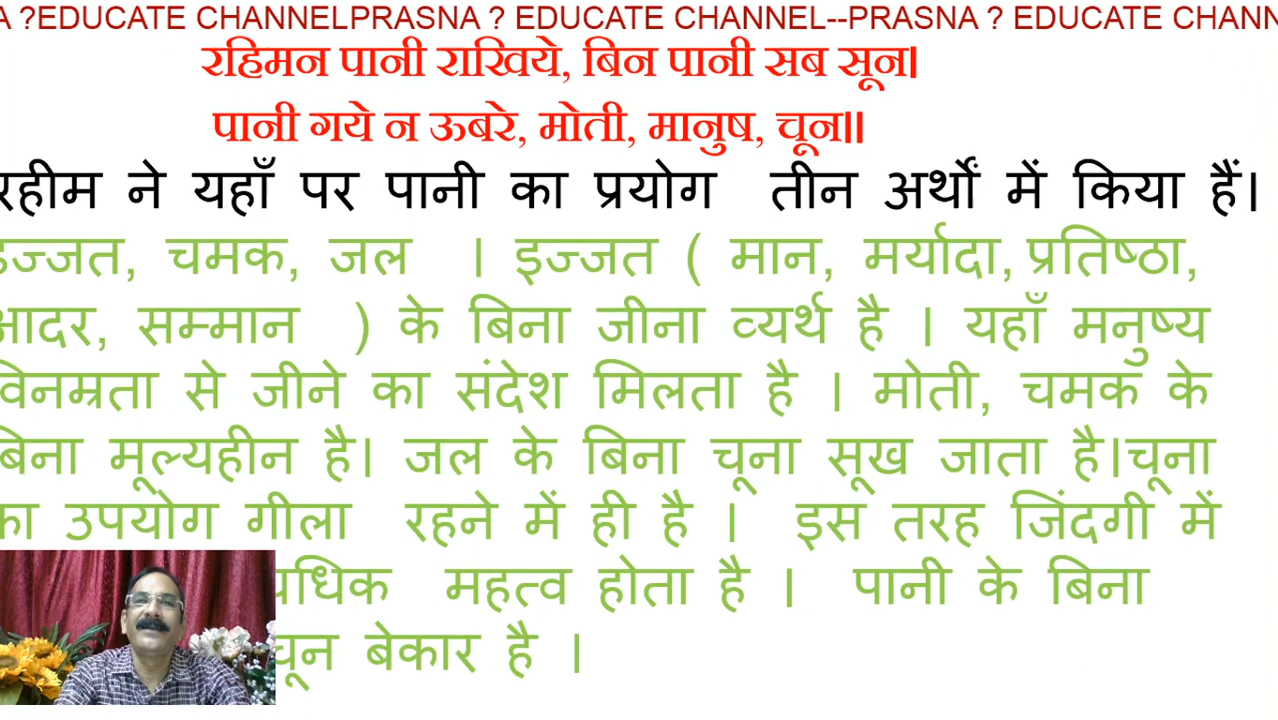 A ?EDUCATE CHANNELPRASNA ? EDUCATE CHANNEL--PRASNA ? EDUCATE CHANN
रहिमन पानी राखिये, बिन पानी सब सून।
पानी गये न ऊबरे, मोती, मानुष, चून॥
रहीम ने यहाँ पर पानी का प्रयोग तीन अर्थों में किया हैं।
इज्जत, चमक, जल । इज्जत ( मान, मर्यादा, प्रतिष्ठा,
आदर, सम्मान ) के बिना जीना व्यर्थ है । यहाँ मनुष्य
विनम्रता से जीने का संदेश मिलता है । मोती, चमक के
बिना मूल्यहीन है। जल के बिना चूना सूख जाता है।चूना
का उपयोग गीला रहने में ही है । इस तरह जिंदगी में
महत्व होता है । पानी के बिना
चून बेकार है ।